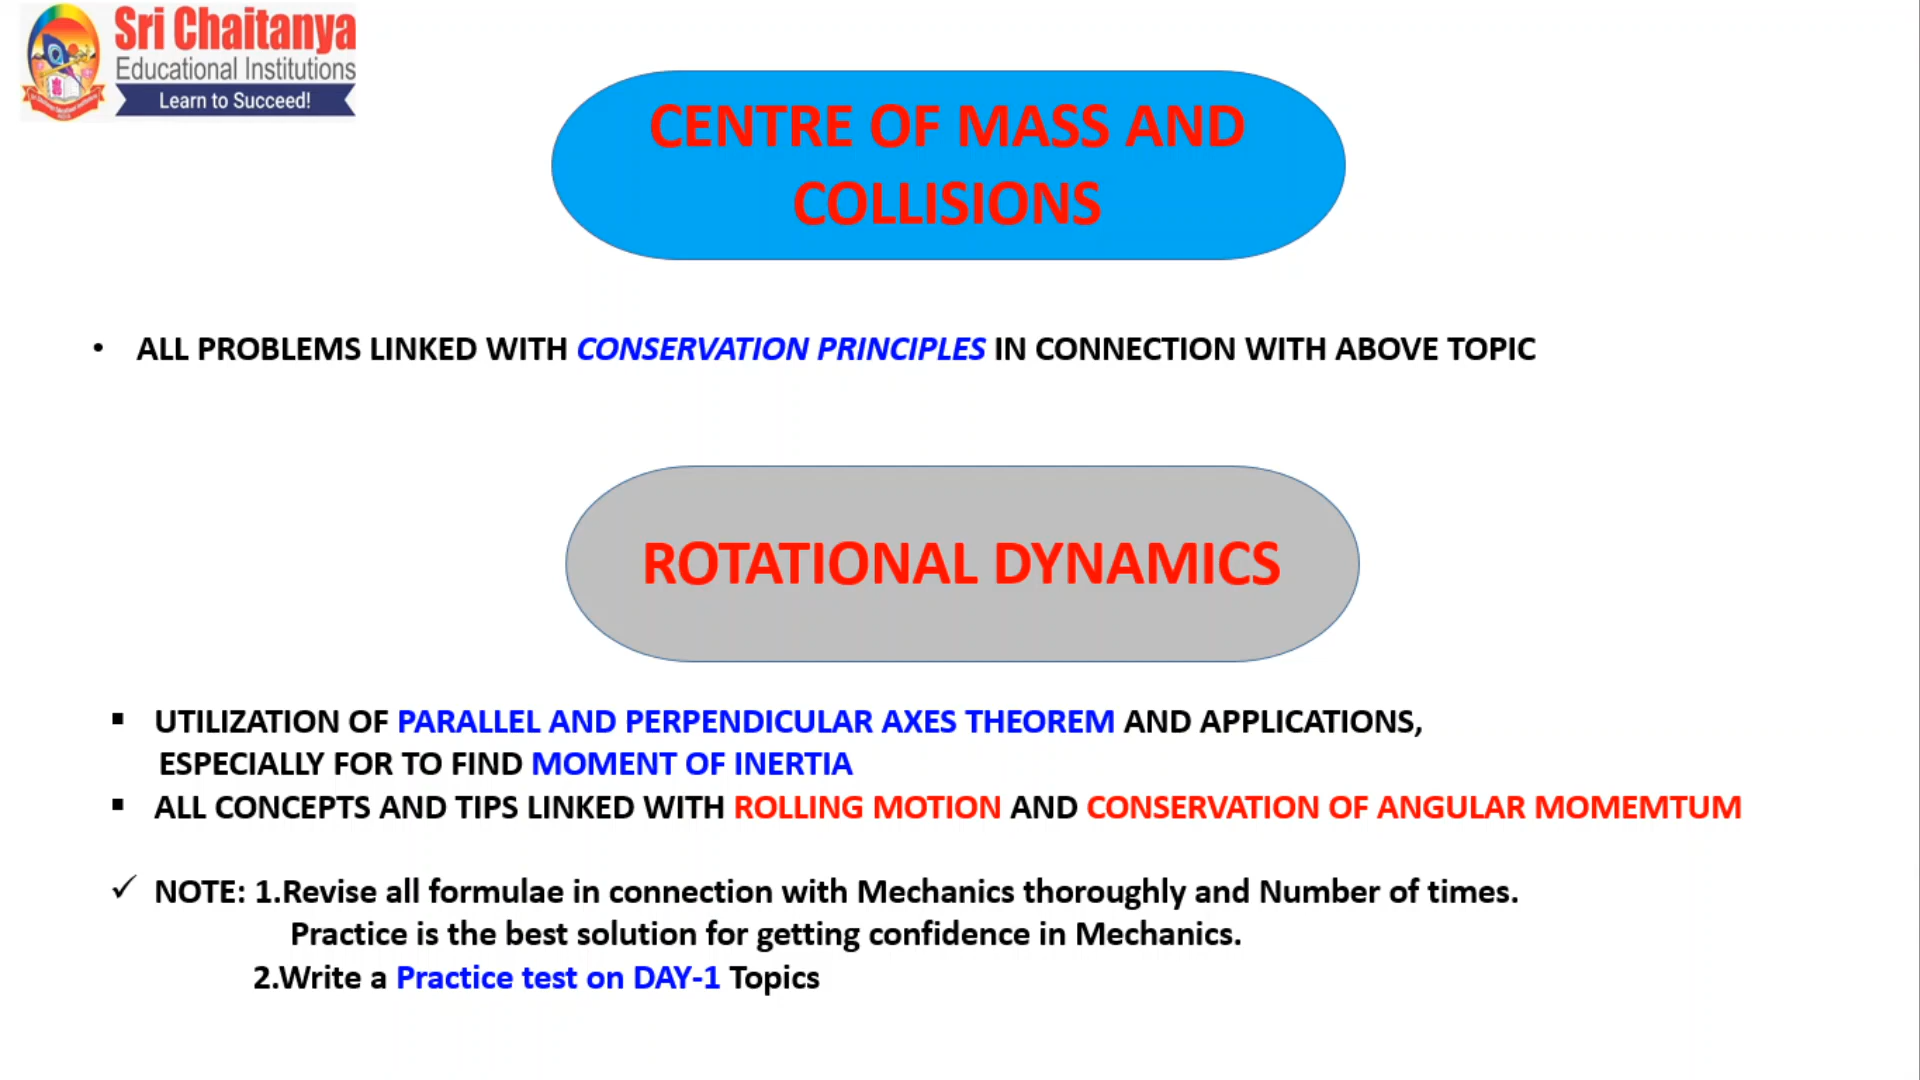 Sri Chaitanya
Educational Institutions
Learn to Succeed!
CENTRE OF MASS AND
COLLISIONS
• ALL PROBLEMS LINKED WITH CONSERVATION PRINCIPLES IN CONNECTION WITH ABOVE TOPIC
ROTATIONAL DYNAMICS
▪ UTILIZATION OF PARALLEL AND PERPENDICULAR AXES THEOREM AND APPLICATIONS,
ESPECIALLY FOR TO FIND MOMENT OF INERTIA
▪ ALL CONCEPTS AND TIPS LINKED WITH ROLLING MOTION AND CONSERVATION OF ANGULAR MOMEMTUM
✓ NOTE: 1.Revise all formulae in connection with Mechanics thoroughly and Number of times.
Practice is the best solution for getting confidence in Mechanics.
2.Write a Practice test on DAY-1 Topics